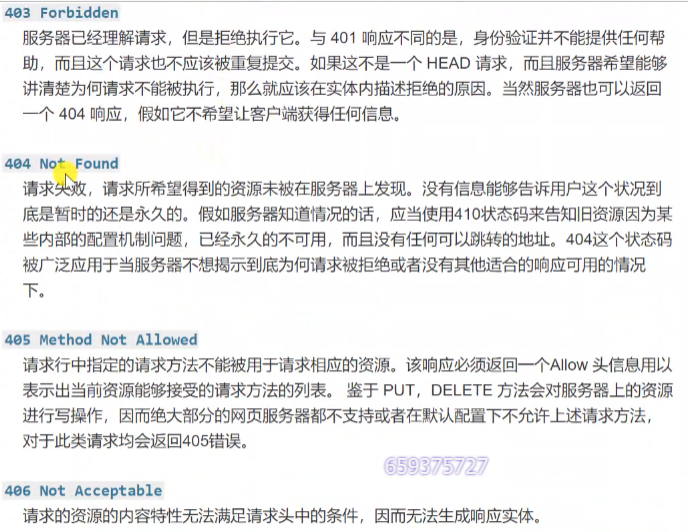 403 Forbidden
服务器已经理解请求，但是拒绝执行它。与 401 响应不同的是，身份验证并不能提供任何帮
助，而且这个请求也不应该被重复提交。如果这不是一个 HEAD 请求，而且服务器希望能够
讲清楚为何请求不能被执行，那么就应该在实体内描述拒绝的原因。当然服务器也可以返回
一个 404 响应，假如它不希望让客户端获得任何信息。
404 Not Found
请求失败，请求所希望得到的资源未被在服务器上发现。没有信息能够告诉用户这个状况到
底是暂时的还是永久的。假如服务器知道情况的话，应当使用410状态码来告知旧资源因为某
些内部的配置机制问题，已经永久的不可用，而且没有任何可以跳转的地址。404这个状态码
被广泛应用于当服务器不想揭示到底为何请求被拒绝或者没有其他适合的响应可用的情况
下。
405 Method Not Allowed
请求行中指定的请求方法不能被用于请求相应的资源。该响应必须返回一个Allow 头信息用以
表示出当前资源能够接受的请求方法的列表。 鉴于 PUT，DELETE 方法会对服务器上的资源
进行写操作，因而绝大部分的网页服务器都不支持或者在默认配置下不允许上述请求方法，
对于此类请求均会返回405错误。
659375727
406 Not Acceptable
请求的资源的内容特性无法满足请求头中的条件，因而无法生成响应实体。